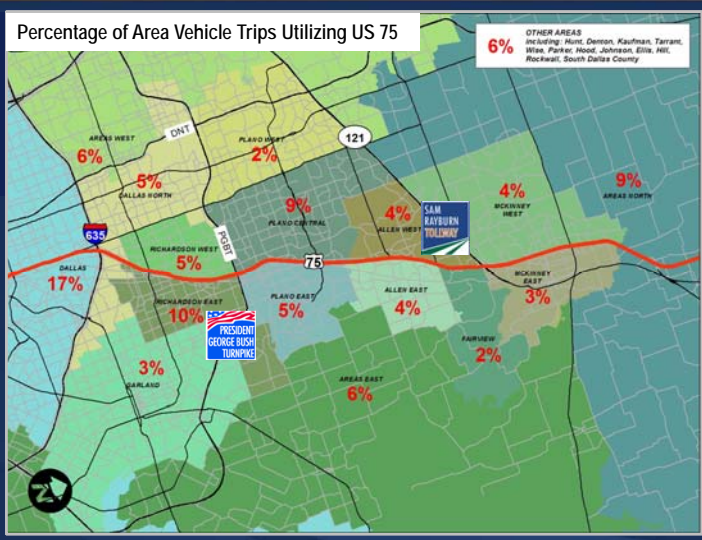 Percentage of Area Vehicle Trips Utilizing US 75
6%
OTHER AREAS
Including: Hunt, Denton, Kaufman, Tarrant,
Wise, Parker, Hood, Johnson, Ellis, Hill,
Rockwall, South Dallas County
AREAS WEST
6%
DNT
PLANO WEST
2%
121
5%
DALLAS NORTH
9%
PLANO CENTRAL
4%
ALLEN WEST
SAM
RAYBURN
TOLLWAY
4%
MCKINNEY
WEST
9%
AREAS NORTH
635
PGBT
RICHARDSON WEST
5%
75
DALLAS
17%
RICHARDSON EAST
10%
PRESIDENT
GEORGE BUSH
TURNPIKE
PLANO EAST
5%
ALLEN EAST
4%
MCKINNEY
EAST
3%
FAIRVIEW
2%
3%
GARLAND
AREAS EAST
6%
Z